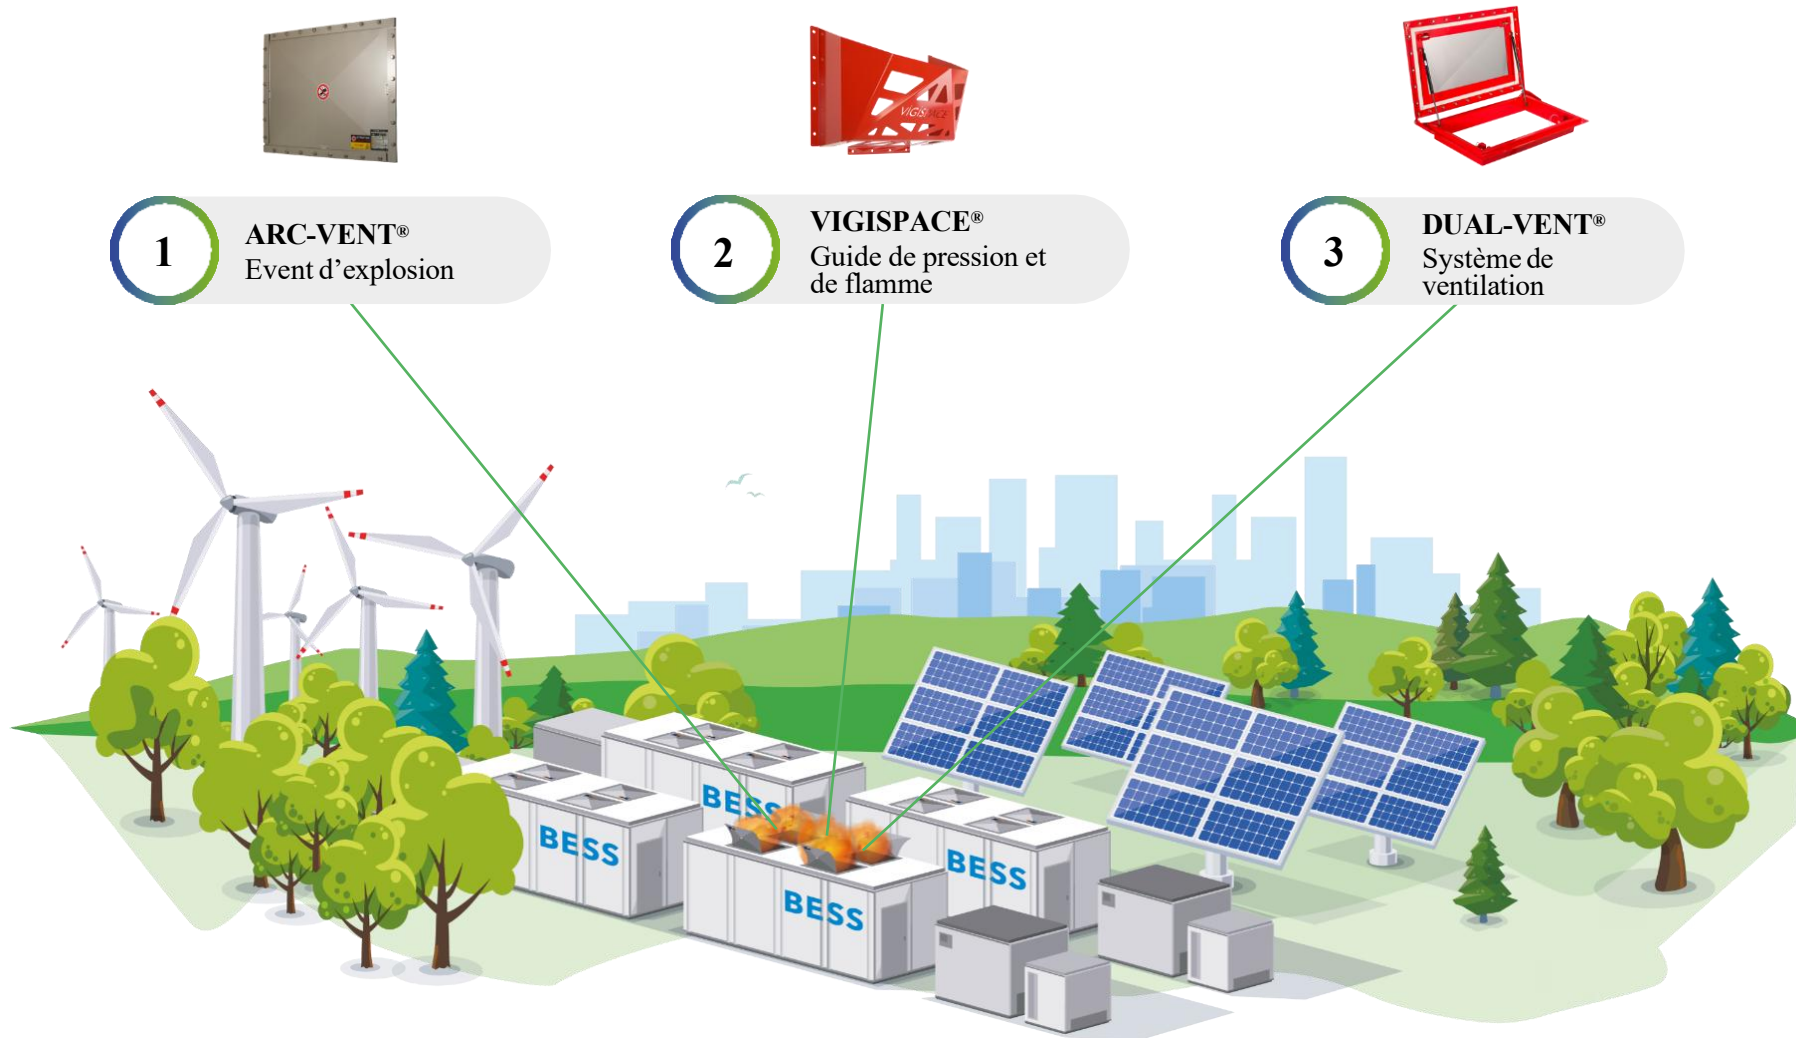 VIGISPACE
1
ARC-VENT®
Event d’explosion
2
VIGISPACE®
Guide de pression et
de flamme
3
DUAL-VENT®
Système de
ventilation
BESS
BESS
BESS
BESS